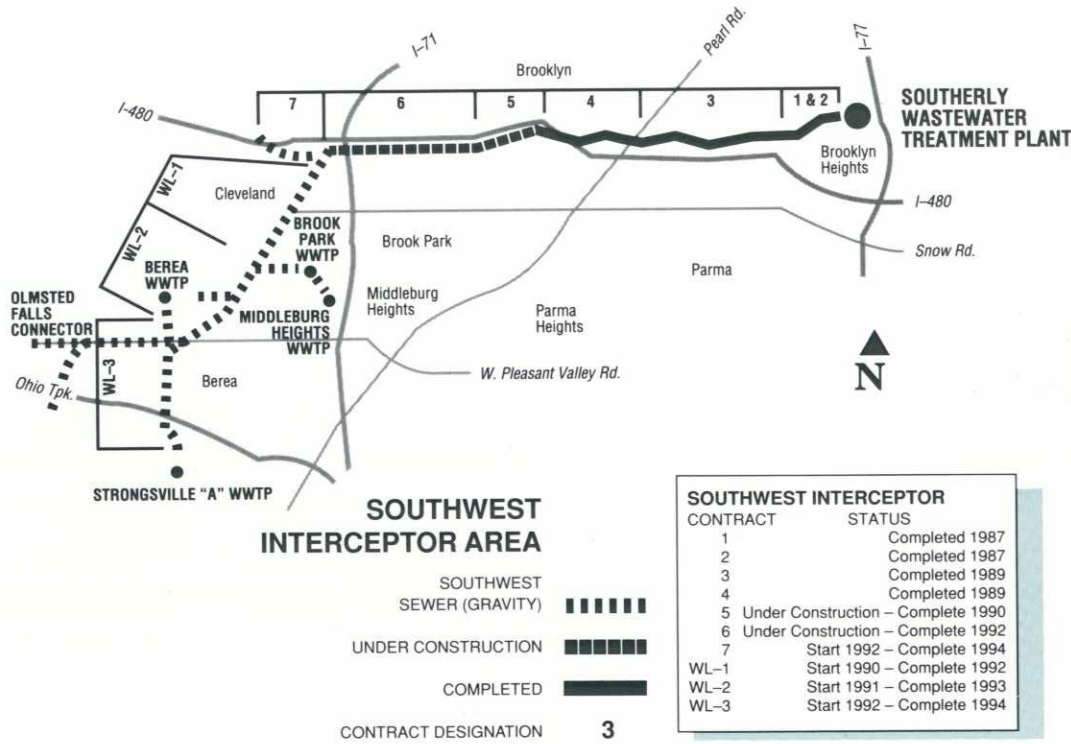 I-71
Pearl Rd.
I-77
Brooklyn
7
6
5
4
3
1 & 2
I-480
SOUTHERLY
WASTEWATER
TREATMENT PLANT
Brooklyn
Heights
WL-1
Cleveland
I-480
WL-2
BROOK
PARK
WWTP
Brook Park
Snow Rd.
BEREA
WWTP
Parma
OLMSTED
FALLS
CONNECTOR
MIDDLEBURG
HEIGHTS
WWTP
Middleburg
Heights
Parma
Heights
WL-3
Ohio Tpk.
Berea
W. Pleasant Valley Rd.
N
STRONGSVILLE "A" WWTP
SOUTHWEST
INTERCEPTOR AREA
SOUTHWEST
SEWER (GRAVITY)
UNDER CONSTRUCTION
COMPLETED
CONTRACT DESIGNATION 3
SOUTHWEST INTERCEPTOR
CONTRACT STATUS
1 Completed 1987
2 Completed 1987
3 Completed 1989
4 Completed 1989
5 Under Construction – Complete 1990
6 Under Construction – Complete 1992
7 Start 1992 – Complete 1994
WL–1 Start 1990 – Complete 1992
WL–2 Start 1991 – Complete 1993
WL–3 Start 1992 – Complete 1994